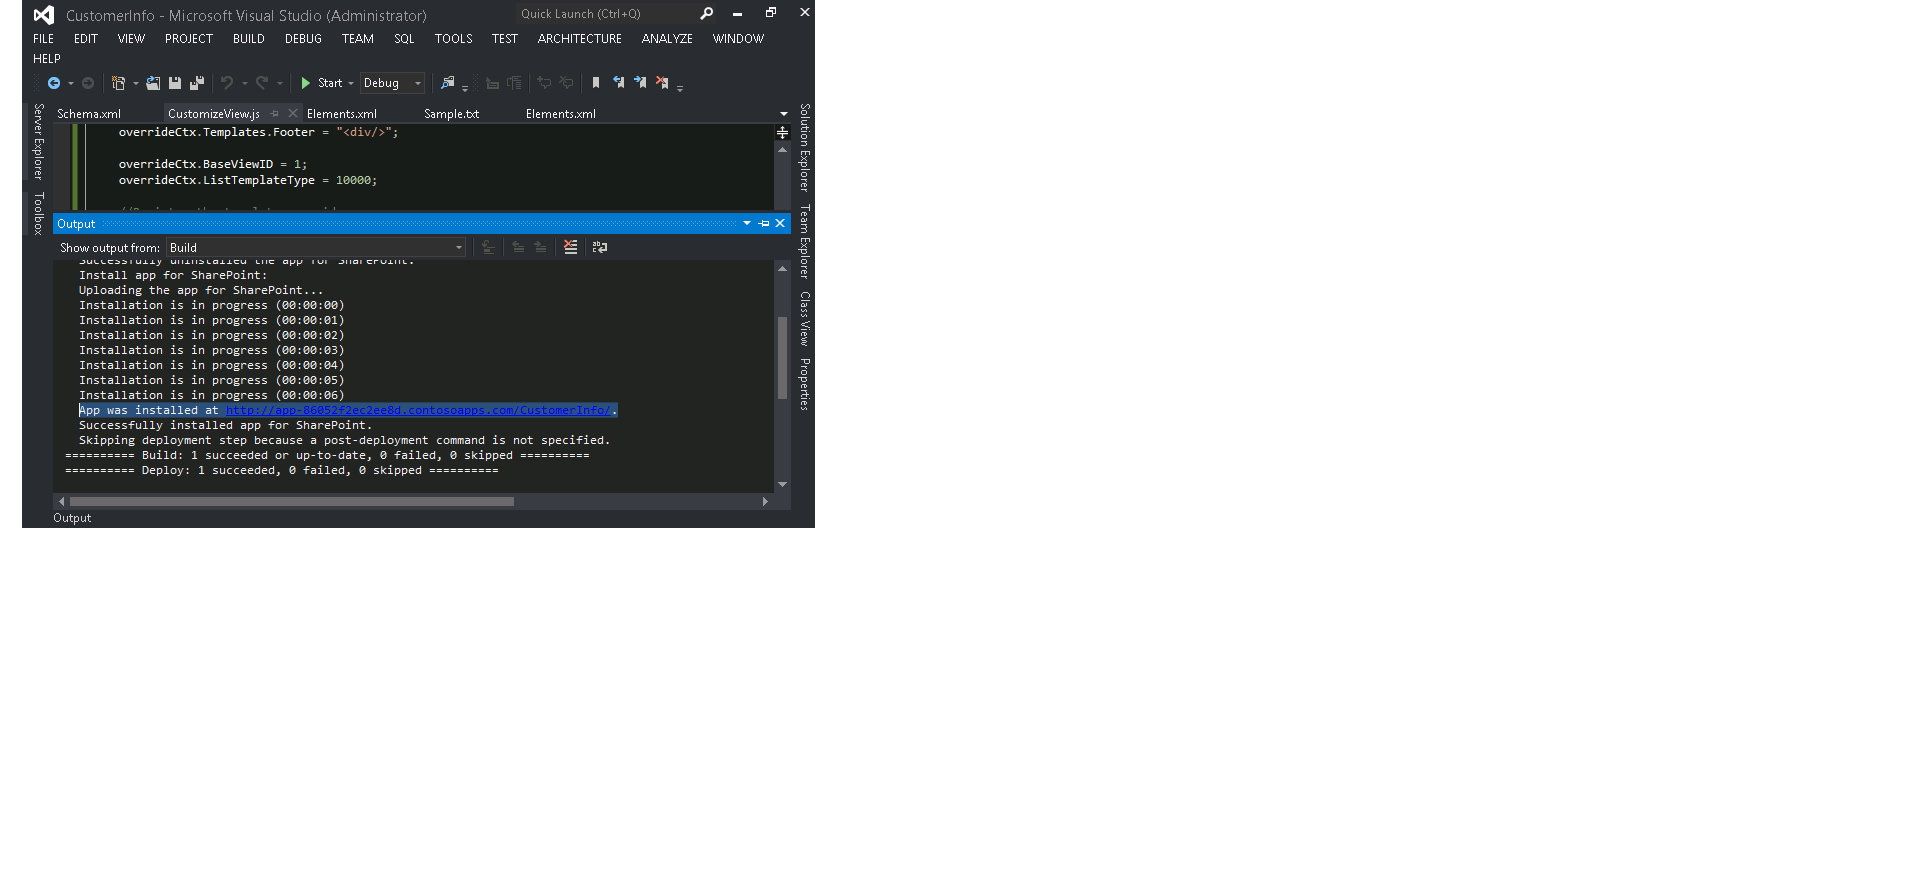 CustomerInfo - Microsoft Visual Studio (Administrator)
Quick Launch (Ctrl+Q)
FILE EDIT VIEW PROJECT BUILD DEBUG TEAM SQL TOOLS TEST ARCHITECTURE ANALYZE WINDOW
HELP
Start Debug
Server Explorer
Toolbox
Schema.xml CustomizeView.js Elements.xml Sample.txt Elements.xml
overrideCtx.Templates.Footer = "<div/>";
overrideCtx.BaseViewID = 1;
overrideCtx.ListTemplateType = 10000;
Output
Show output from: Build
Successfully uninstalled the app for SharePoint.
Install app for SharePoint:
Uploading the app for SharePoint...
Installation is in progress (00:00:00)
Installation is in progress (00:00:01)
Installation is in progress (00:00:02)
Installation is in progress (00:00:03)
Installation is in progress (00:00:04)
Installation is in progress (00:00:05)
Installation is in progress (00:00:06)
App was installed at http://app-86052f2ec2ee8d.contosoapps.com/CustomerInfo/.
Successfully installed app for SharePoint.
Skipping deployment step because a post-deployment command is not specified.
========== Build: 1 succeeded or up-to-date, 0 failed, 0 skipped ==========
========== Deploy: 1 succeeded, 0 failed, 0 skipped ==========
Output
Solution Explorer
Team Explorer
Class View
Properties